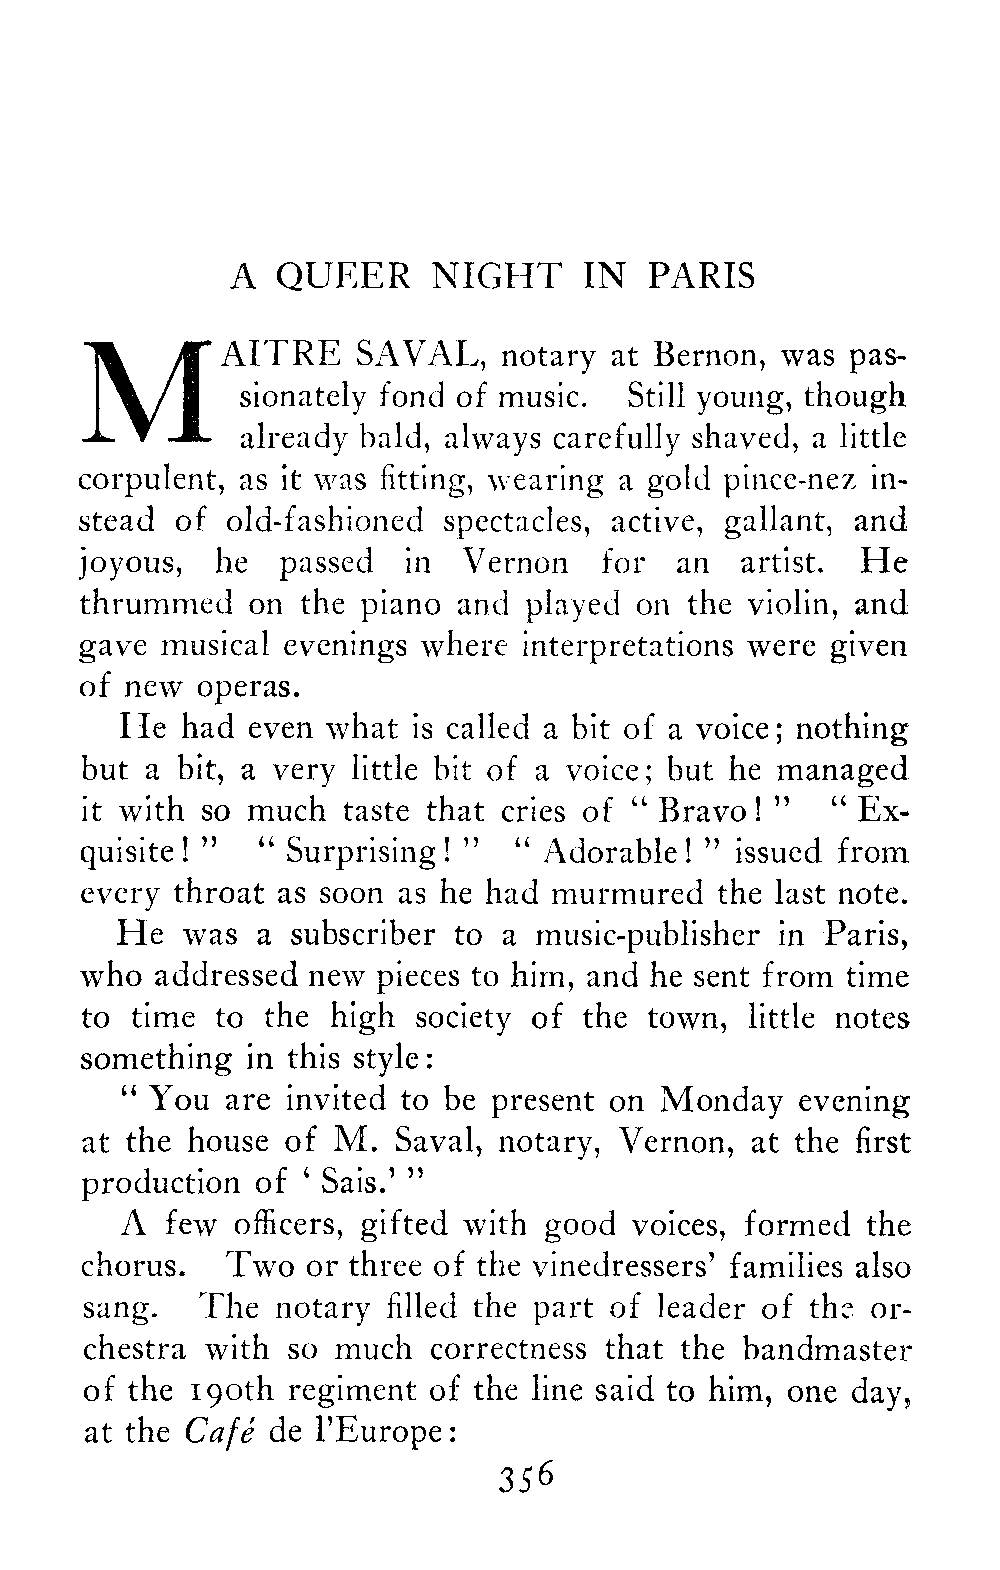 A QUEER NIGHT IN PARIS
MAITRE SAVAL, notary at Bernon, was pas-
sionately fond of music. Still young, though
already bald, always carefully shaved, a little
corpulent, as it was fitting, wearing a gold pince-nez in-
stead of old-fashioned spectacles, active, gallant, and
joyous, he passed in Vernon for an artist. He
thrummed on the piano and played on the violin, and
gave musical evenings where interpretations were given
of new operas.
He had even what is called a bit of a voice; nothing
but a bit, a very little bit of a voice; but he managed
it with so much taste that cries of " Bravo! " " Ex-
quisite! " " Surprising! " " Adorable! " issued from
every throat as soon as he had murmured the last note.
He was a subscriber to a music-publisher in Paris,
who addressed new pieces to him, and he sent from time
to time to the high society of the town, little notes
something in this style:
" You are invited to be present on Monday evening
at the house of M. Saval, notary, Vernon, at the first
production of ' Sais.' "
A few officers, gifted with good voices, formed the
chorus. Two or three of the vinedressers' families also
sang. The notary filled the part of leader of the or-
chestra with so much correctness that the bandmaster
of the 190th regiment of the line said to him, one day,
at the Café de l'Europe:
356